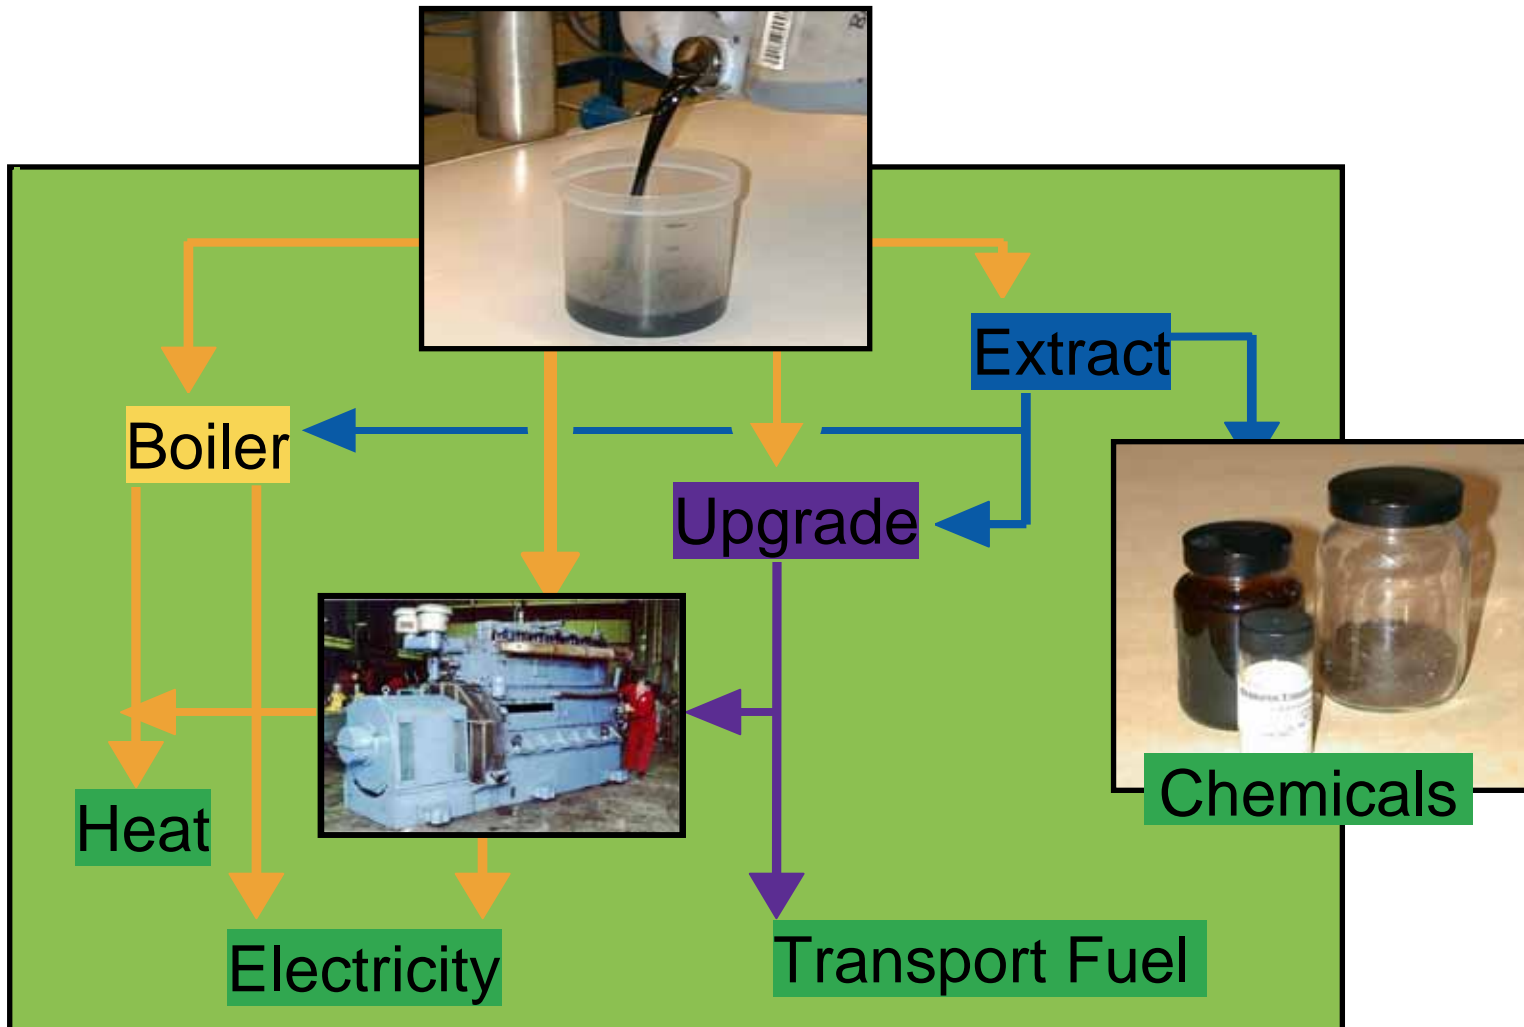 Extract
Boiler
Upgrade
Chemicals
Heat
Electricity
Transport Fuel